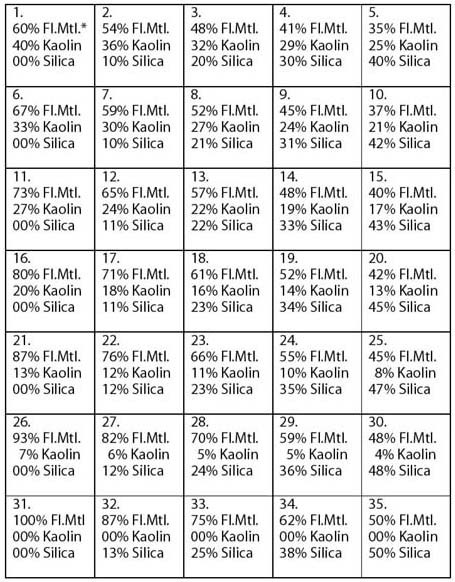 1.
60% Fl.Mtl.*
40% Kaolin
00% Silica
2.
54% Fl.Mtl.
36% Kaolin
10% Silica
3.
48% Fl.Mtl.
32% Kaolin
20% Silica
4.
41% Fl.Mtl.
29% Kaolin
30% Silica
5.
35% Fl.Mtl.
25% Kaolin
40% Silica
6.
67% Fl.Mtl.
33% Kaolin
00% Silica
7.
59% Fl.Mtl.
30% Kaolin
10% Silica
8.
52% Fl.Mtl.
27% Kaolin
21% Silica
9.
45% Fl.Mtl.
24% Kaolin
31% Silica
10.
37% Fl.Mtl.
21% Kaolin
42% Silica
11.
73% Fl.Mtl.
27% Kaolin
00% Silica
12.
65% Fl.Mtl.
24% Kaolin
11% Silica
13.
57% Fl.Mtl.
22% Kaolin
22% Silica
14.
48% Fl.Mtl.
19% Kaolin
33% Silica
15.
40% Fl.Mtl.
17% Kaolin
43% Silica
16.
80% Fl.Mtl.
20% Kaolin
00% Silica
17.
71% Fl.Mtl.
18% Kaolin
11% Silica
18.
61% Fl.Mtl.
16% Kaolin
23% Silica
19.
52% Fl.Mtl.
14% Kaolin
34% Silica
20.
42% Fl.Mtl.
13% Kaolin
45% Silica
21.
87% Fl.Mtl.
13% Kaolin
00% Silica
22.
76% Fl.Mtl.
12% Kaolin
12% Silica
23.
66% Fl.Mtl.
11% Kaolin
23% Silica
24.
55% Fl.Mtl.
10% Kaolin
35% Silica
25.
45% Fl.Mtl.
8% Kaolin
47% Silica
26.
93% Fl.Mtl.
7% Kaolin
00% Silica
27.
82% Fl.Mtl.
6% Kaolin
12% Silica
28.
70% Fl.Mtl.
5% Kaolin
24% Silica
29.
59% Fl.Mtl.
5% Kaolin
36% Silica
30.
48% Fl.Mtl.
4% Kaolin
48% Silica
31.
100% Fl.Mtl
00% Kaolin
00% Silica
32.
87% Fl.Mtl.
00% Kaolin
13% Silica
33.
75% Fl.Mtl.
00% Kaolin
25% Silica
34.
62% Fl.Mtl.
00% Kaolin
38% Silica
35.
50% Fl.Mtl.
00% Kaolin
50% Silica